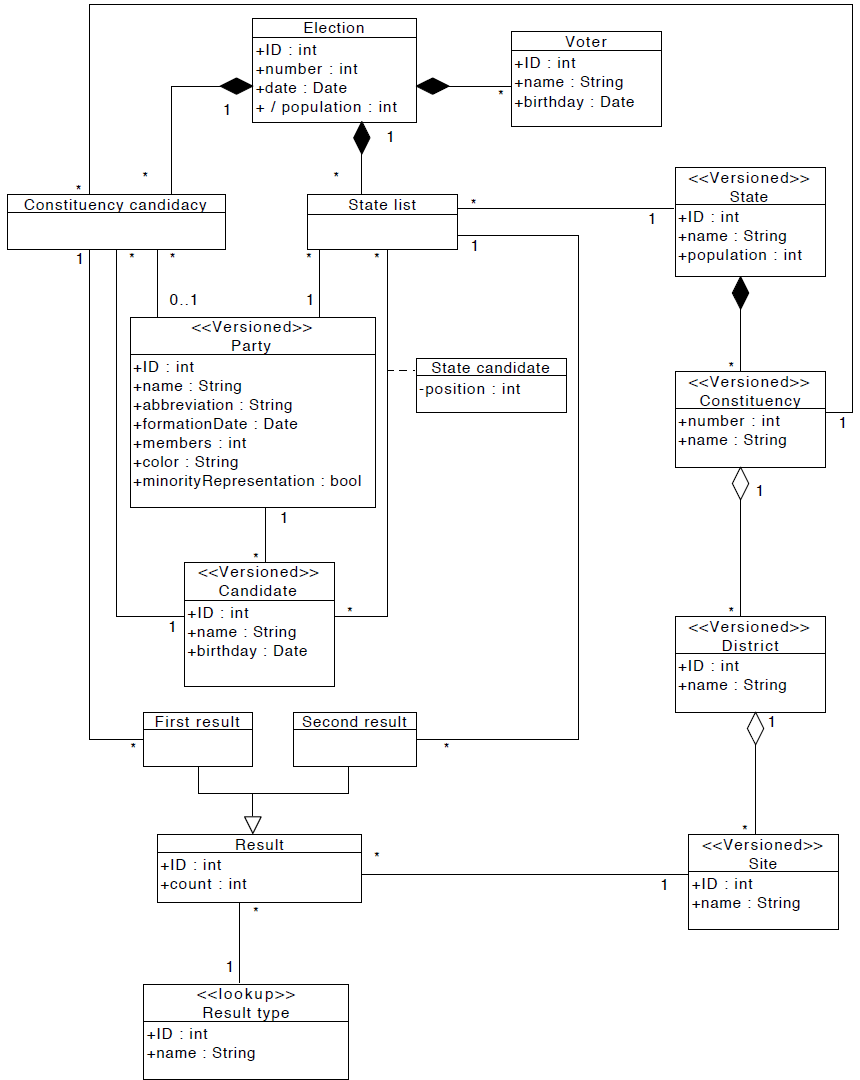 Election
+ID : int
+number : int
+date : Date
+ / population : int
Voter
+ID : int
+name : String
+birthday : Date
1
*
1
*
*
*
Constituency candidacy
State list
*
1
<<Versioned>>
State
+ID : int
+name : String
+population : int
1
*
*
*
*
1
0..1
1
<<Versioned>>
Party
+ID : int
+name : String
+abbreviation : String
+formationDate : Date
+members : int
+color : String
+minorityRepresentation : bool
State candidate
-position : int
*
<<Versioned>>
Constituency
+number : int
+name : String
1
1
1
*
<<Versioned>>
Candidate
+ID : int
+name : String
+birthday : Date
1
*
*
<<Versioned>>
District
+ID : int
+name : String
First result
Second result
*
*
1
*
Result
+ID : int
+count : int
*
1
<<Versioned>>
Site
+ID : int
+name : String
*
1
<<lookup>>
Result type
+ID : int
+name : String